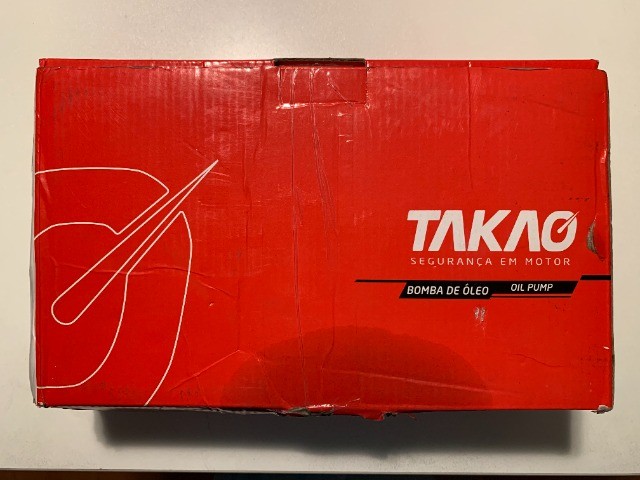 TAKAO
SEGURANÇA EM MOTOR
BOMBA DE ÓLEO OIL PUMP